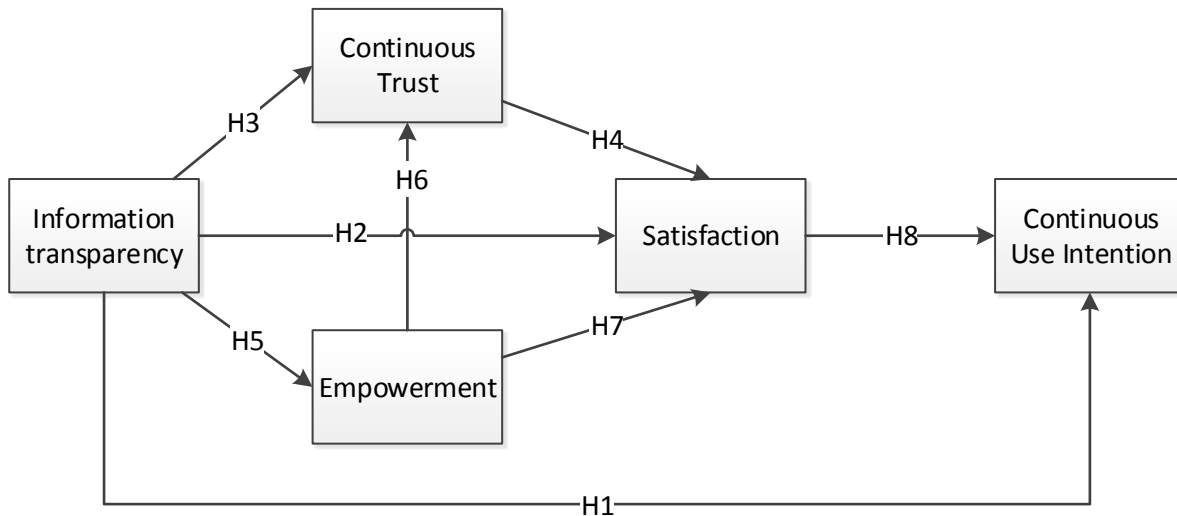 Continuous
Trust
H3
H4
H6
Information
transparency
H2
Satisfaction
H8
Continuous
Use Intention
H5
H7
Empowerment
H1